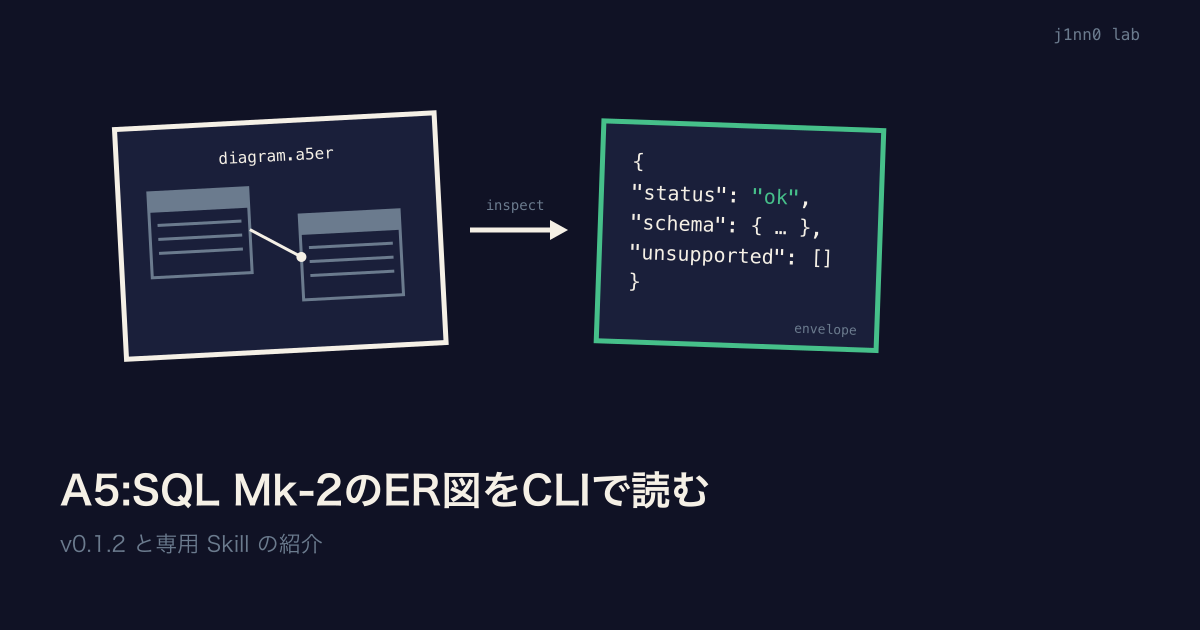 j1nn0 lab
diagram.a5er
inspect
{
"status": "ok",
"schema": { … },
"unsupported": []
}
envelope
A5:SQL Mk-2のER図をCLIで読む
v0.1.2 と専用 Skill の紹介